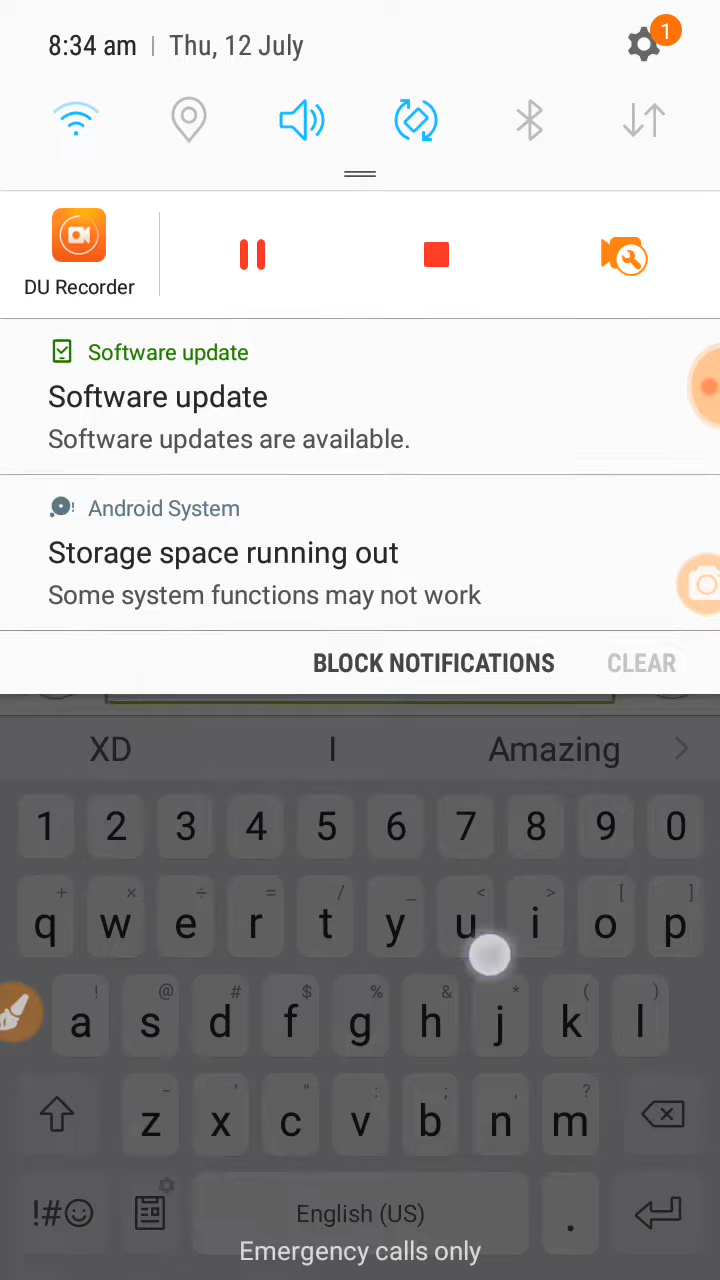 8:34 am | Thu, 12 July
1
DU Recorder
Software update
Software update
Software updates are available.
Android System
Storage space running out
Some system functions may not work
BLOCK NOTIFICATIONS CLEAR
XD I Amazing
1 2 3 4 5 6 7 8 9 0
+ × ÷ = / _ < > [ ]
q w e r t y u i o p
! @ # $ % & * ( )
a s d f g h j k l
- ' " : ; , ?
z x c v b n m
!# English (US) .
Emergency calls only